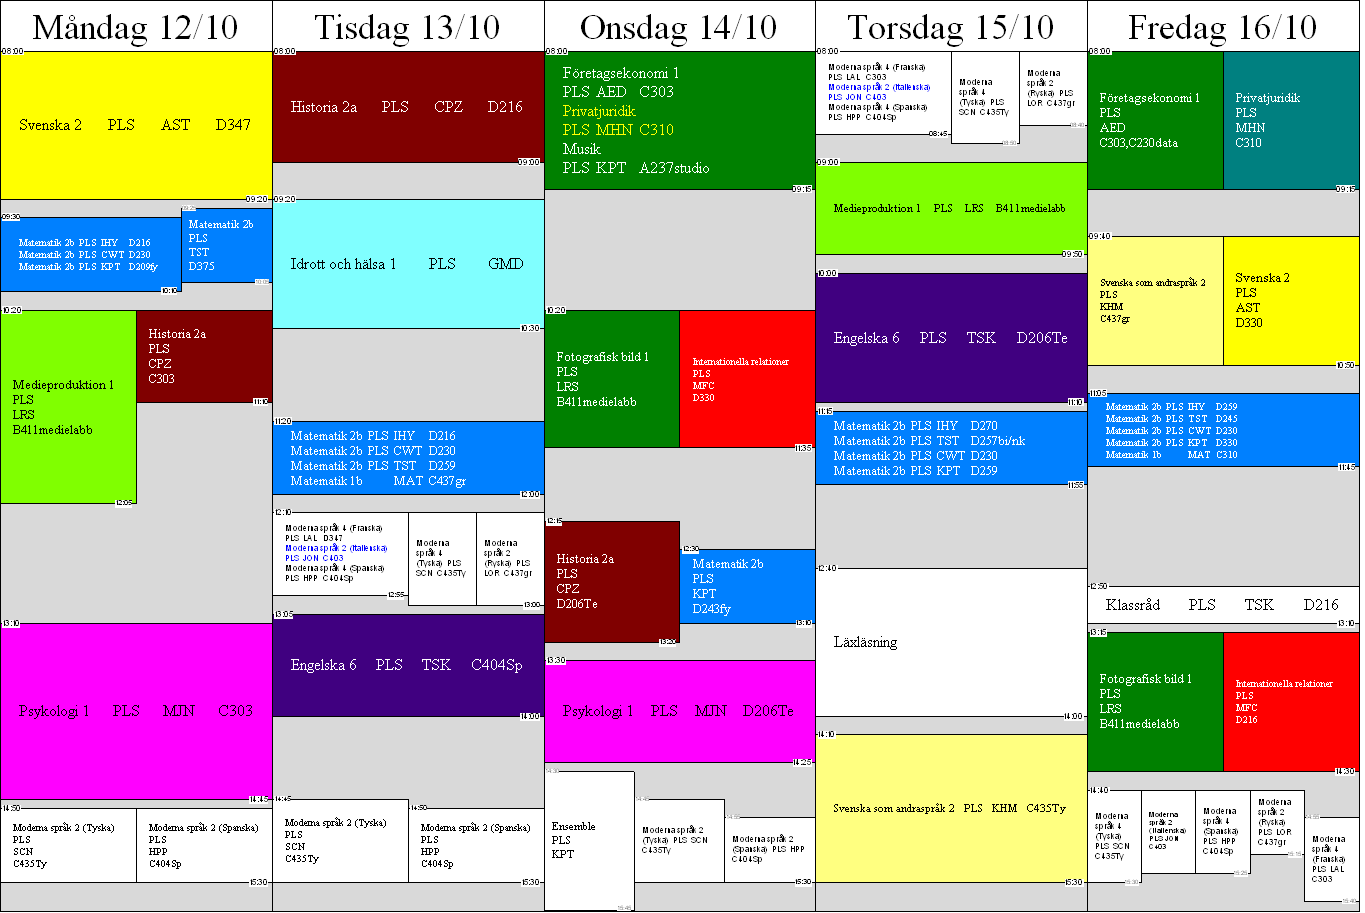 Måndag 12/10
08:00
Svenska 2 PLS AST D347
09:20
09:30
Matematik 2b PLS IHY D216
Matematik 2b PLS CWT D230
Matematik 2b PLS KPT D209fy
10:10
09:25
Matematik 2b
PLS
TST
D375
10:05
10:20
Medieproduktion 1
PLS
LRS
B411medielabb
12:05
Historia 2a
PLS
CPZ
C303
11:10
13:10
Psykologi 1 PLS MJN C303
14:45
14:50
Moderna språk 2 (Tyska)
PLS
SCN
C435Ty
Moderna språk 2 (Spanska)
PLS
HPP
C404Sp
15:30
Tisdag 13/10
08:00
Historia 2a PLS CPZ D216
09:00
09:20
Idrott och hälsa 1 PLS GMD
10:30
11:20
Matematik 2b PLS IHY D216
Matematik 2b PLS CWT D230
Matematik 2b PLS TST D259
Matematik 1b MAT C437gr
12:00
12:10
Moderna språk 4 (Franska)
PLS LAL D347
Moderna språk 2 (Italienska)
PLS JON C403
Moderna språk 4 (Spanska)
PLS HPP C404Sp
12:55
Moderna
språk 4
(Tyska) PLS
SCN C435Ty
Moderna
språk 2
(Ryska) PLS
LOR C437gr
13:00
13:05
Engelska 6 PLS TSK C404Sp
14:00
14:45
Moderna språk 2 (Tyska)
PLS
SCN
C435Ty
14:50
Moderna språk 2 (Spanska)
PLS
HPP
C404Sp
15:30
Onsdag 14/10
08:00
Företagsekonomi 1
PLS AED C303
Privatjuridik
PLS MHN C310
Musik
PLS KPT A237studio
09:15
10:20
Fotografisk bild 1
PLS
LRS
B411medielabb
Internationella relationer
PLS
MFC
D330
11:35
12:15
Historia 2a
PLS
CPZ
D206Te
13:20
12:30
Matematik 2b
PLS
KPT
D243fy
13:10
13:30
Psykologi 1 PLS MJN D206Te
14:25
14:30
Ensemble
PLS
KPT
15:45
14:45
Moderna språk 2
(Tyska) PLS SCN
C435Ty
14:55
Moderna språk 2
(Spanska) PLS HPP
C404Sp
15:30
Torsdag 15/10
08:00
Moderna språk 4 (Franska)
PLS LAL C303
Moderna språk 2 (Italienska)
PLS JON C403
Moderna språk 4 (Spanska)
PLS HPP C404Sp
08:45
Moderna
språk 4
(Tyska) PLS
SCN C435Ty
08:50
Moderna
språk 2
(Ryska) PLS
LOR C437gr
08:40
09:00
Medieproduktion 1 PLS LRS B411medielabb
09:50
10:00
Engelska 6 PLS TSK D206Te
11:10
11:15
Matematik 2b PLS IHY D270
Matematik 2b PLS TST D257bi/nk
Matematik 2b PLS CWT D230
Matematik 2b PLS KPT D259
11:55
12:40
Läxläsning
14:00
14:10
Svenska som andraspråk 2 PLS KHM C435Ty
15:30
Fredag 16/10
08:00
Företagsekonomi 1
PLS
AED
C303,C230data
Privatjuridik
PLS
MHN
C310
09:15
09:40
Svenska som andraspråk 2
PLS
KHM
C437gr
Svenska 2
PLS
AST
D330
10:50
11:05
Matematik 2b PLS IHY D259
Matematik 2b PLS TST D245
Matematik 2b PLS CWT D230
Matematik 2b PLS KPT D330
Matematik 1b MAT C310
11:45
12:50
Klassråd PLS TSK D216
13:10
13:15
Fotografisk bild 1
PLS
LRS
B411medielabb
Internationella relationer
PLS
MFC
D216
14:30
14:40
Moderna
språk 4
(Tyska)
PLS SCN
C435Ty
15:30
Moderna
språk 2
(Italienska)
PLS JON
C403
Moderna
språk 4
(Spanska)
PLS HPP
C404Sp
15:25
Moderna
språk 2
(Ryska)
PLS LOR
C437gr
15:15
Moderna
språk 4
(Franska)
PLS LAL
C303
15:40